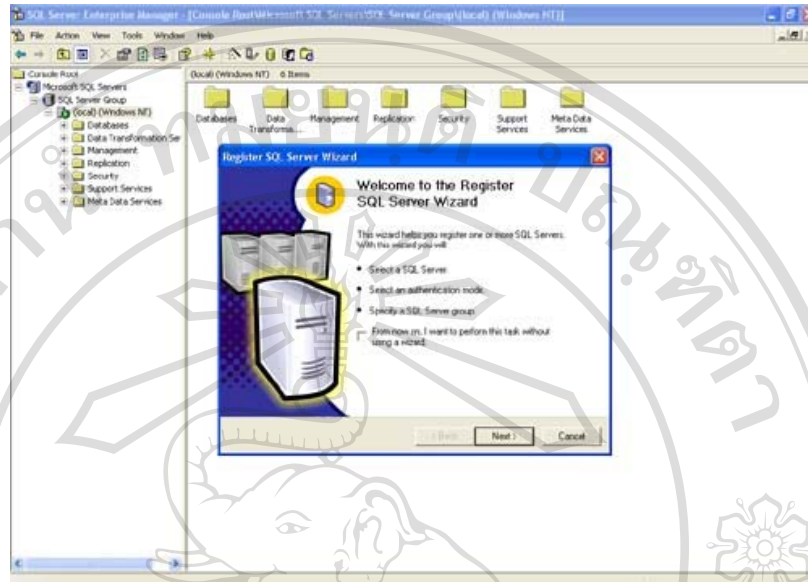 SQL Server Enterprise Manager - [Console Root\Microsoft SQL Servers\SQL Server Group\(local) (Windows NT)]
File Action View Tools Window Help
Console Root
Microsoft SQL Servers
SQL Server Group
(local) (Windows NT)
Databases
Data Transformation Ser
Management
Replication
Security
Support Services
Meta Data Services
(local) (Windows NT) 6 Items
Databases
Data Transforma...
Management
Replication
Security
Support Services
Meta Data Services
Register SQL Server Wizard
Welcome to the Register
SQL Server Wizard
This wizard helps you register one or more SQL Servers.
With this wizard you will:
Select a SQL Server
Select an authentication mode
Specify a SQL Server group
From now on, I want to perform this task without
using a wizard.
< Back Next > Cancel